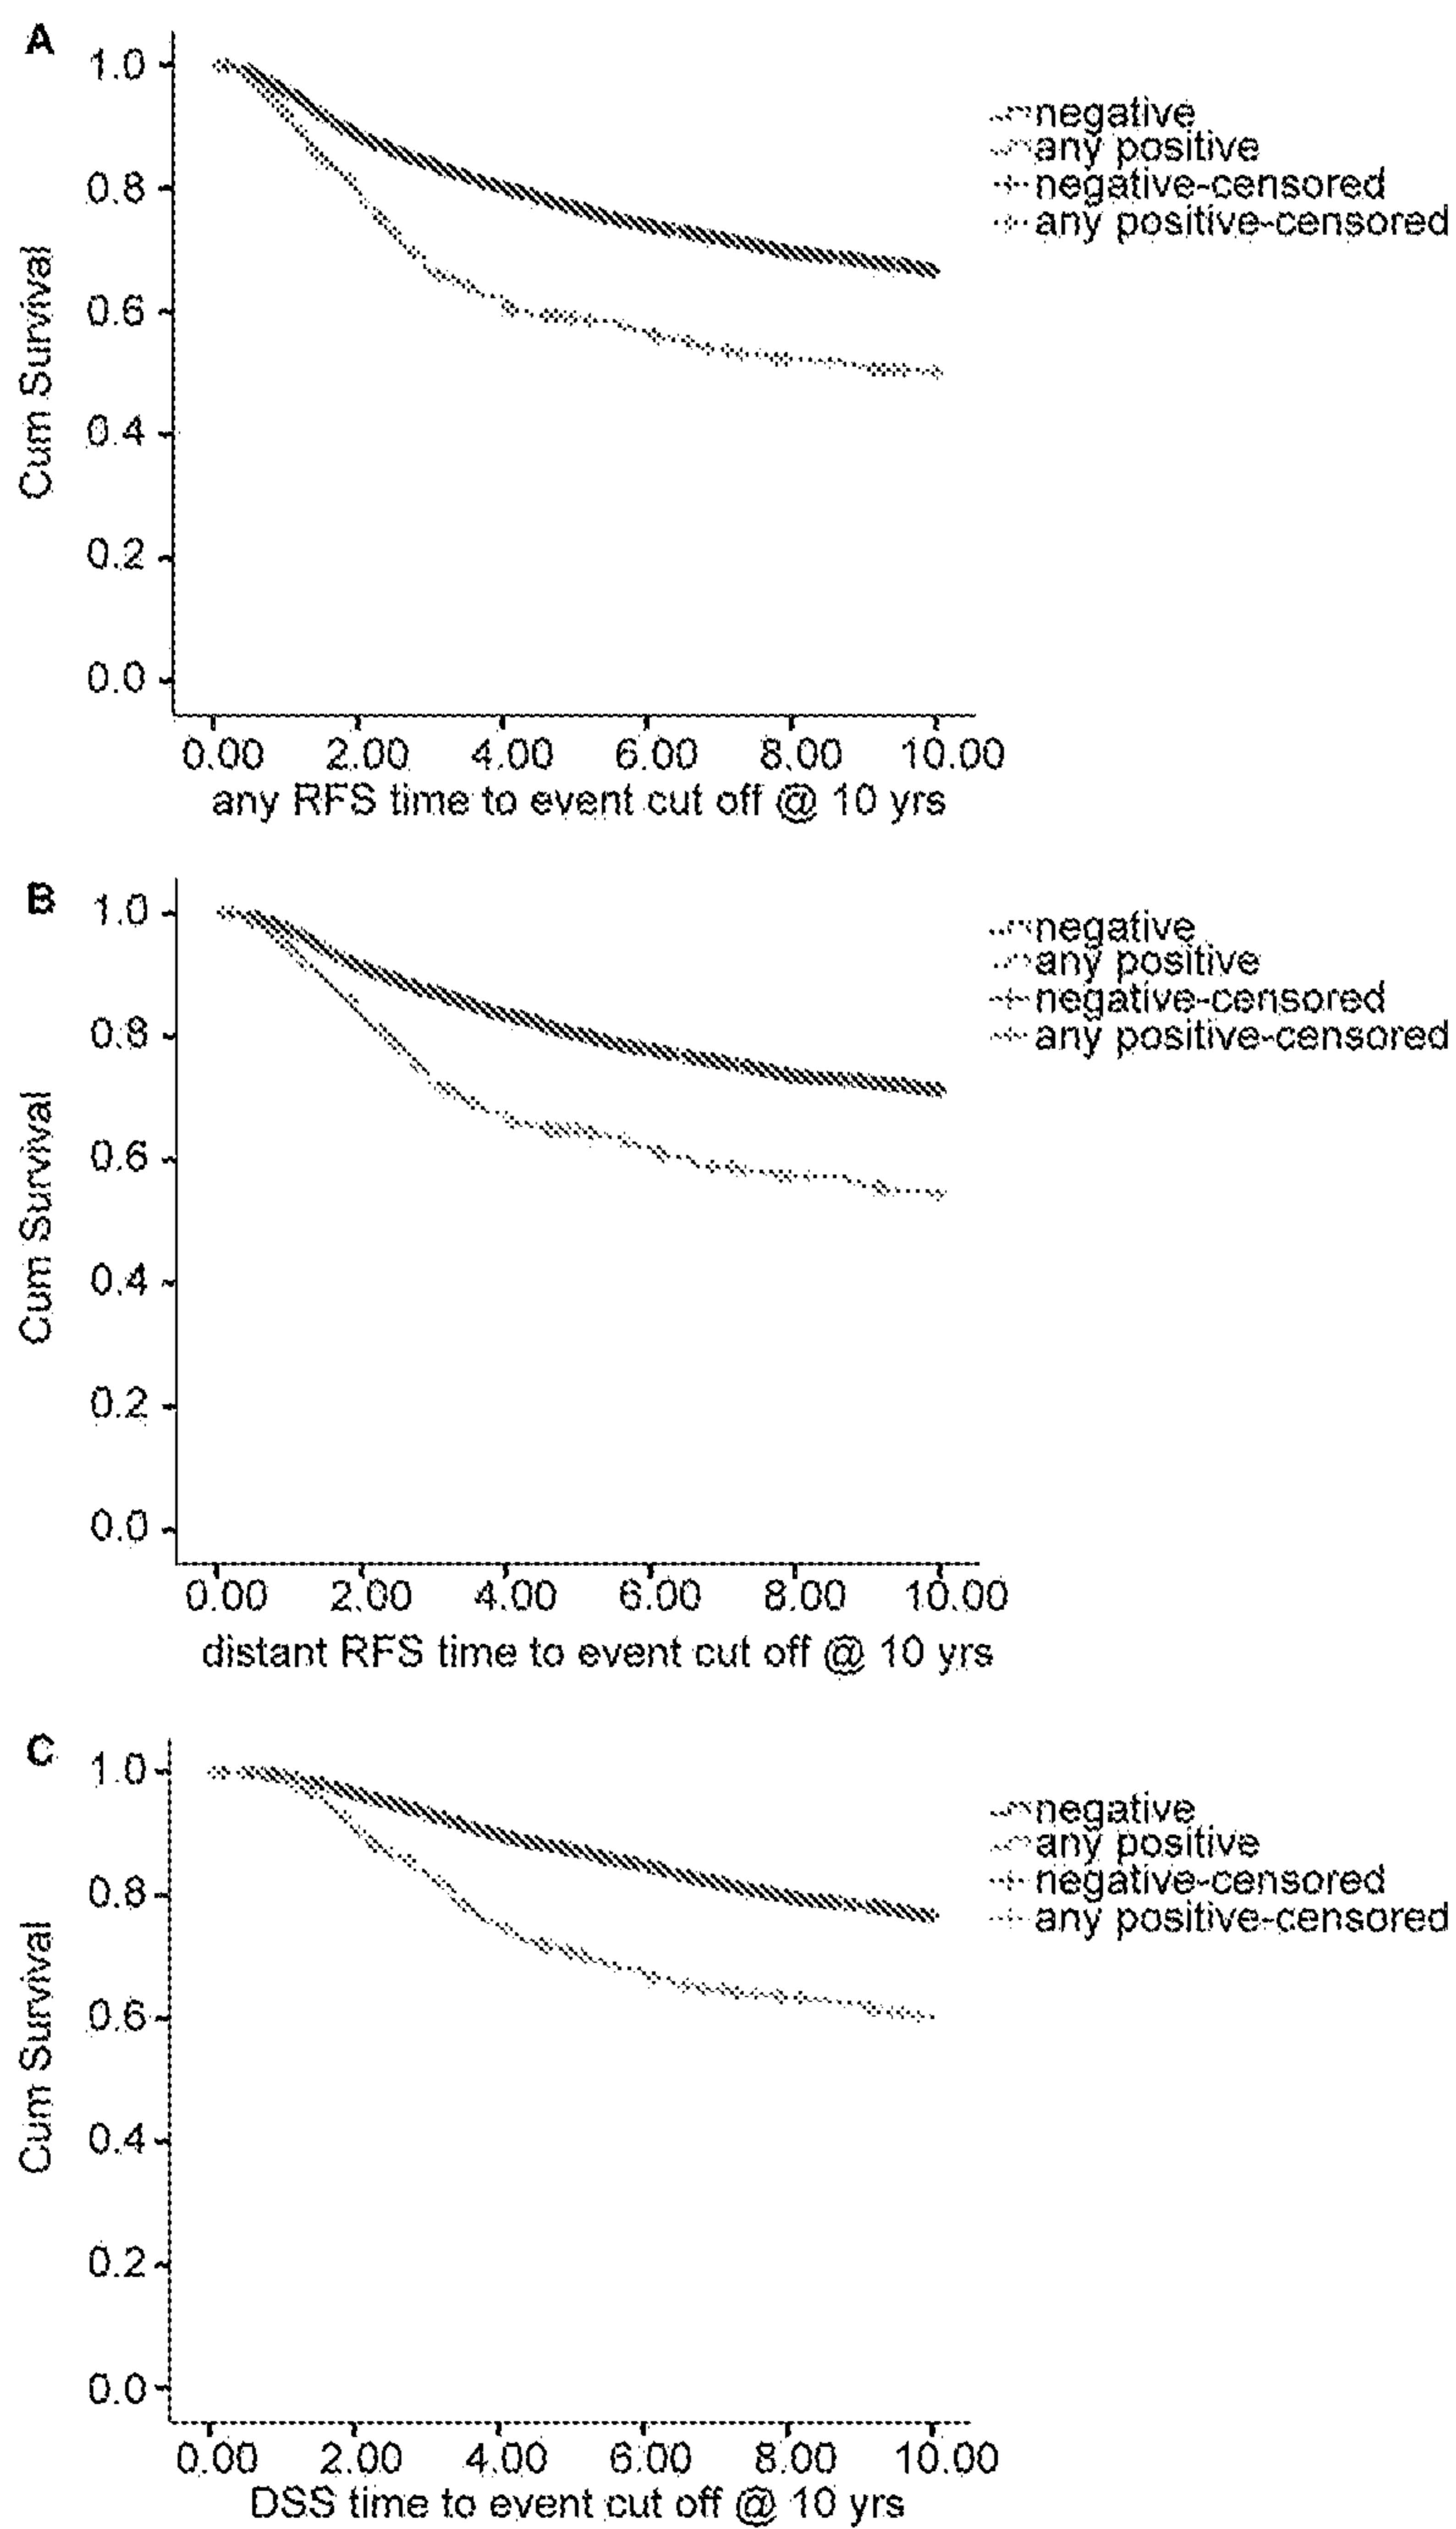 A
1.0
0.8
0.6
0.4
0.2
0.0
Cum Survival
negative
any positive
negative-censored
any positive-censored
0.00 2.00 4.00 6.00 8.00 10.00
any RFS time to event cut off @ 10 yrs
B
1.0
0.8
0.6
0.4
0.2
0.0
Cum Survival
negative
any positive
negative-censored
any positive-censored
0.00 2.00 4.00 6.00 8.00 10.00
distant RFS time to event cut off @ 10 yrs
C
1.0
0.8
0.6
0.4
0.2
0.0
Cum Survival
negative
any positive
negative-censored
any positive-censored
0.00 2.00 4.00 6.00 8.00 10.00
DSS time to event cut off @ 10 yrs